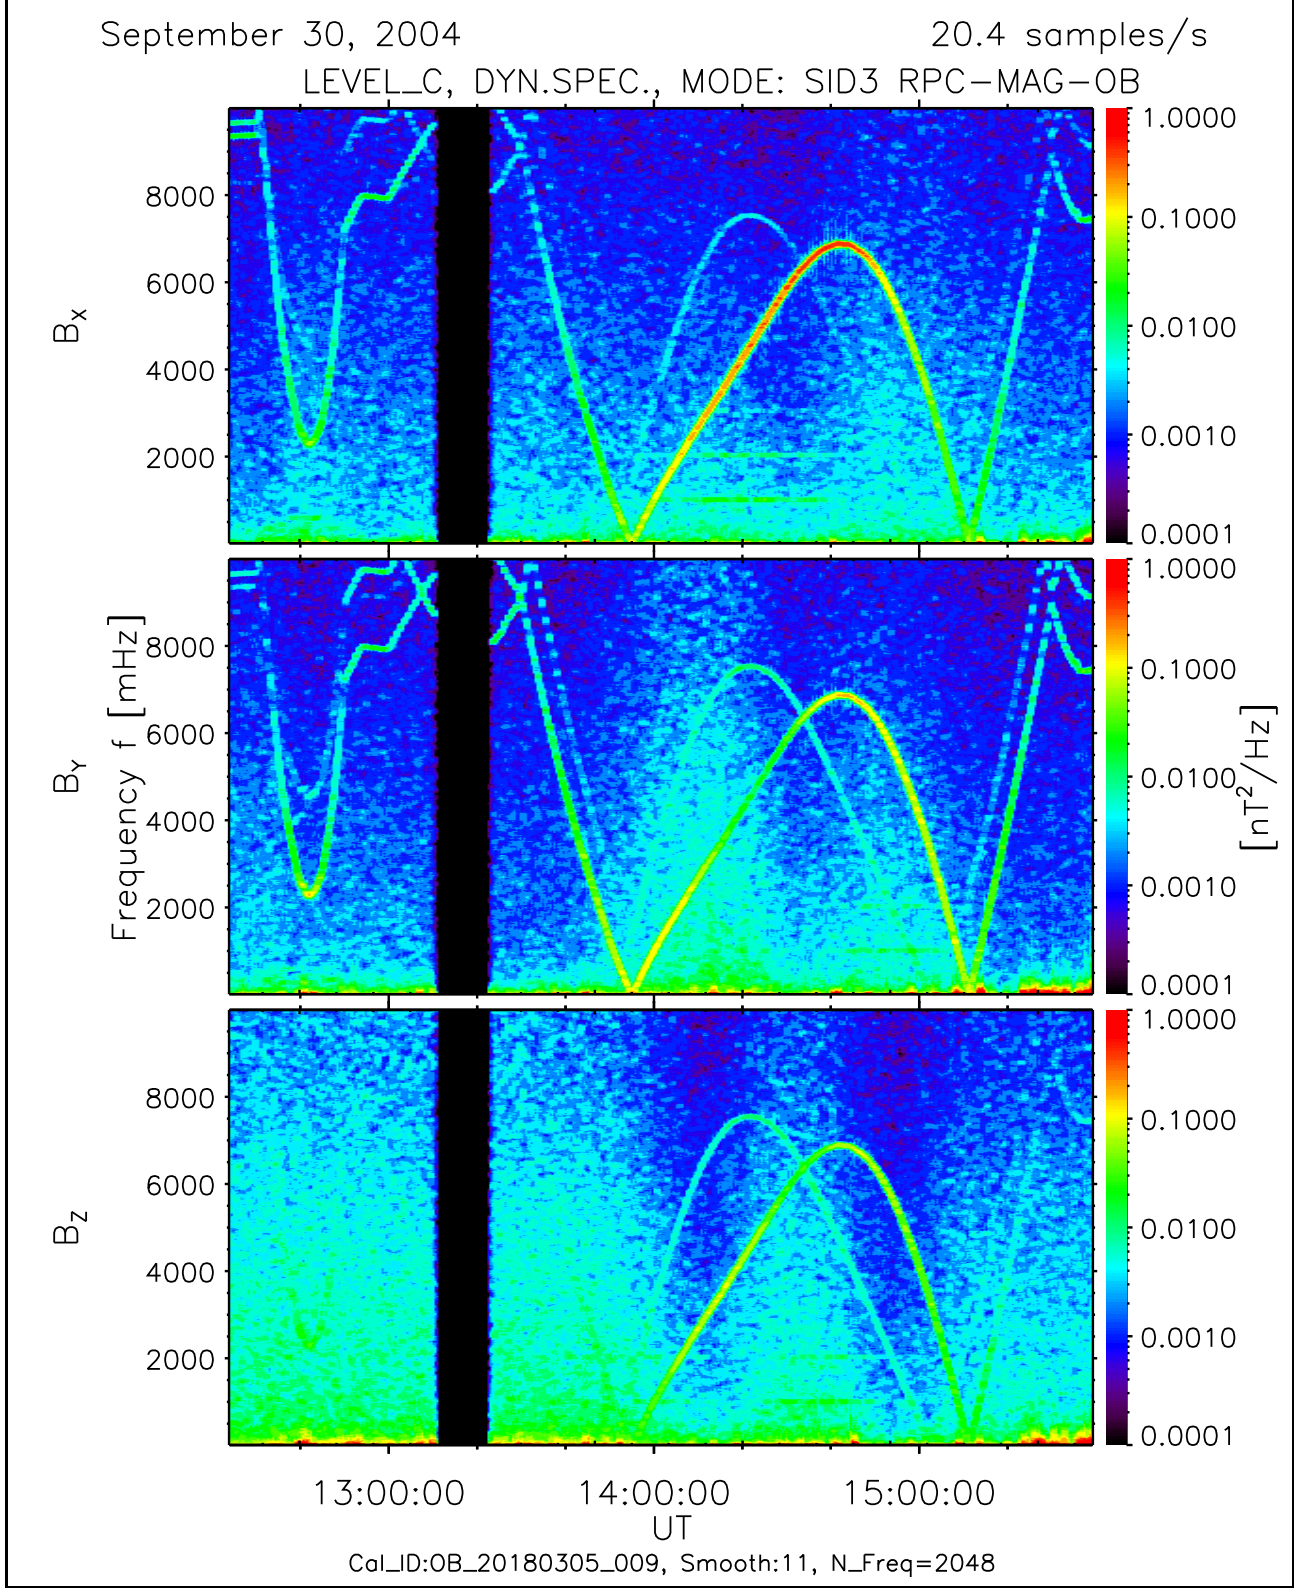 September 30, 2004 20.4 samples/s
LEVEL_C, DYN.SPEC., MODE: SID3 RPC-MAG-OB
BX
8000
6000
4000
2000
1.0000
0.1000
0.0100
0.0010
0.0001
BY
Frequency f [mHz]
8000
6000
4000
2000
1.0000
0.1000
0.0100
0.0010
0.0001
[nT²/Hz]
BZ
8000
6000
4000
2000
1.0000
0.1000
0.0100
0.0010
0.0001
13:00:00 14:00:00 15:00:00
UT
Cal_ID:OB_20180305_009, Smooth:11, N_Freq=2048